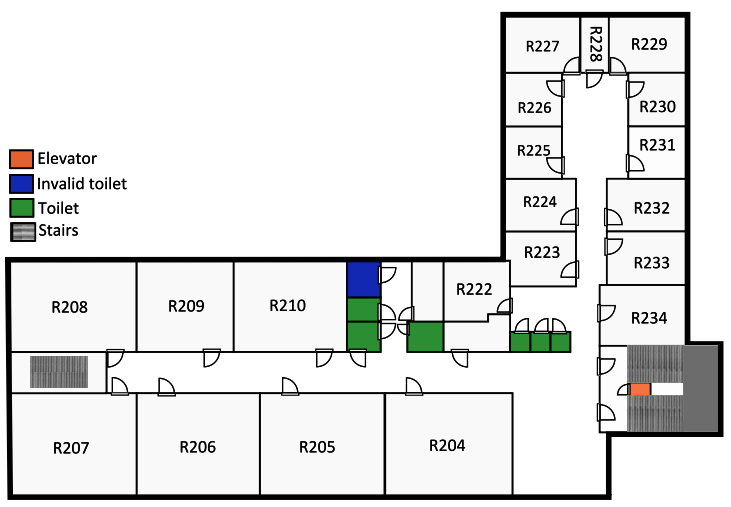 R227
R228
R229
R226
R230
R225
R231
Elevator
Invalid toilet
Toilet
Stairs
R224
R232
R223
R233
R208
R209
R210
R222
R234
R207
R206
R205
R204